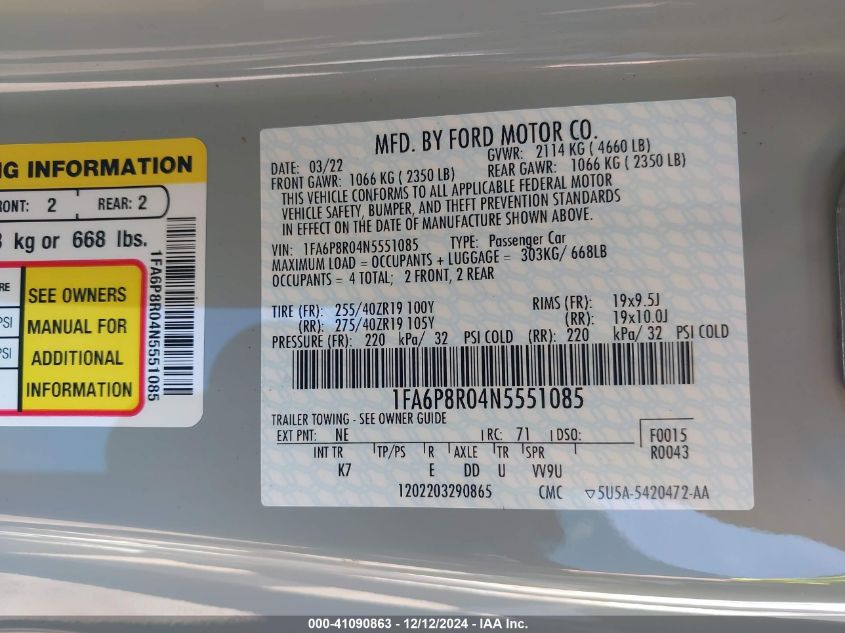 NG INFORMATION
RONT: 2 REAR: 2
kg or 668 lbs.
PSI
PSI
SEE OWNERS
MANUAL FOR
ADDITIONAL
INFORMATION
1FA6P8R04N5551085
MFD. BY FORD MOTOR CO.
DATE: 03/22 GVWR: 2114 KG ( 4660 LB)
FRONT GAWR: 1066 KG ( 2350 LB) REAR GAWR: 1066 KG ( 2350 LB)
THIS VEHICLE CONFORMS TO ALL APPLICABLE FEDERAL MOTOR
VEHICLE SAFETY, BUMPER, AND THEFT PREVENTION STANDARDS
IN EFFECT ON THE DATE OF MANUFACTURE SHOWN ABOVE.
VIN: 1FA6P8R04N5551085 TYPE: Passenger Car
MAXIMUM LOAD = OCCUPANTS + LUGGAGE = 303KG/ 668LB
OCCUPANTS = 4 TOTAL; 2 FRONT, 2 REAR
TIRE (FR): 255/40ZR19 100Y RIMS (FR): 19x9.5J
(RR): 275/40ZR19 105Y (RR): 19x10.0J
PRESSURE (FR): 220 kPa/ 32 PSI COLD (RR): 220 kPa/ 32 PSI COLD
1FA6P8R04N5551085
TRAILER TOWING - SEE OWNER GUIDE
EXT PNT: NE RC: 71 DSO: F0015
INT TR TP/PS R AXLE TR SPR R0043
K7 E DD U VV9U
1202203290865 CMC ▽5U5A-5420472-AA
000-41090863 - 12/12/2024 - IAA Inc.